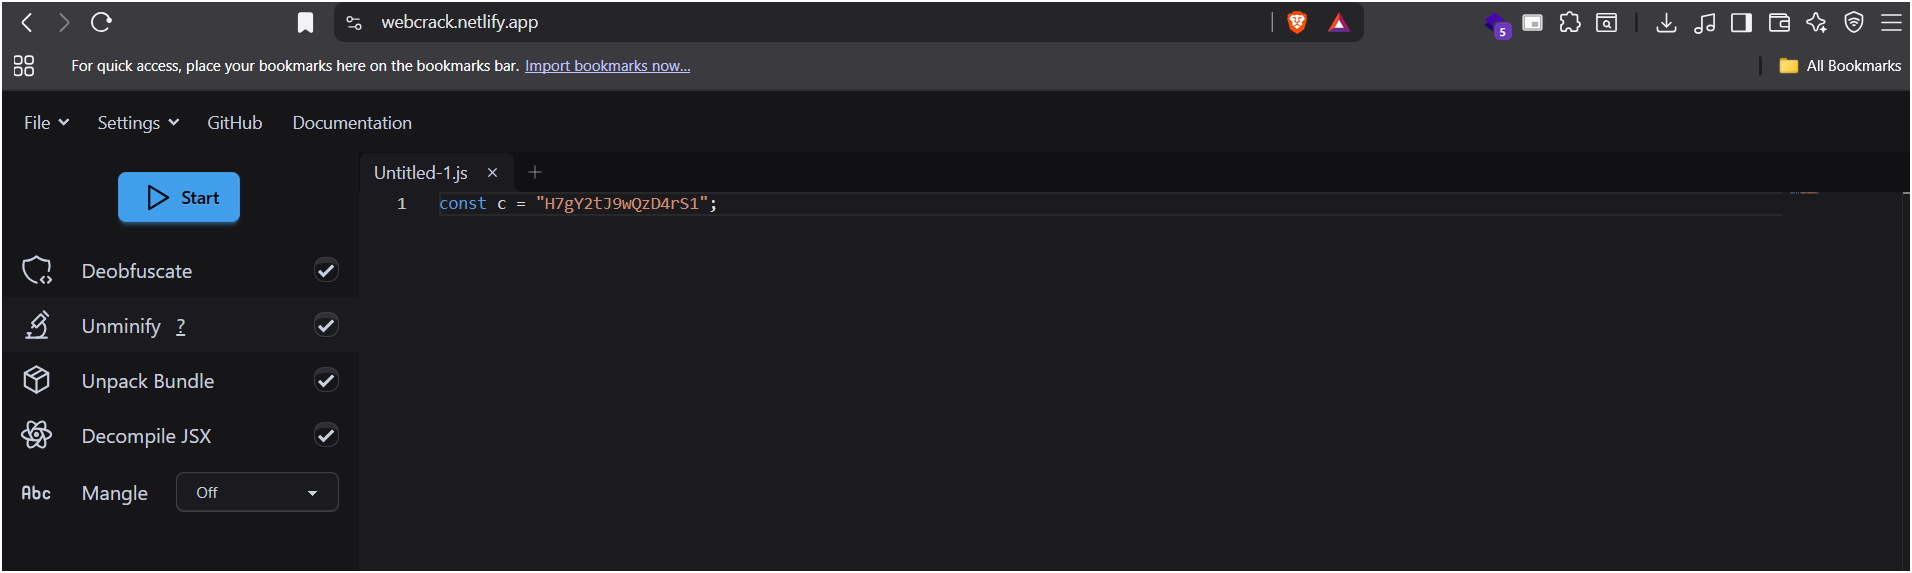 webcrack.netlify.app
5
For quick access, place your bookmarks here on the bookmarks bar. Import bookmarks now...
All Bookmarks
File Settings GitHub Documentation
Start
Untitled-1.js
1 const c = "H7gY2tJ9wQzD4rS1";
Deobfuscate
Unminify ?
Unpack Bundle
Decompile JSX
Abc Mangle Off